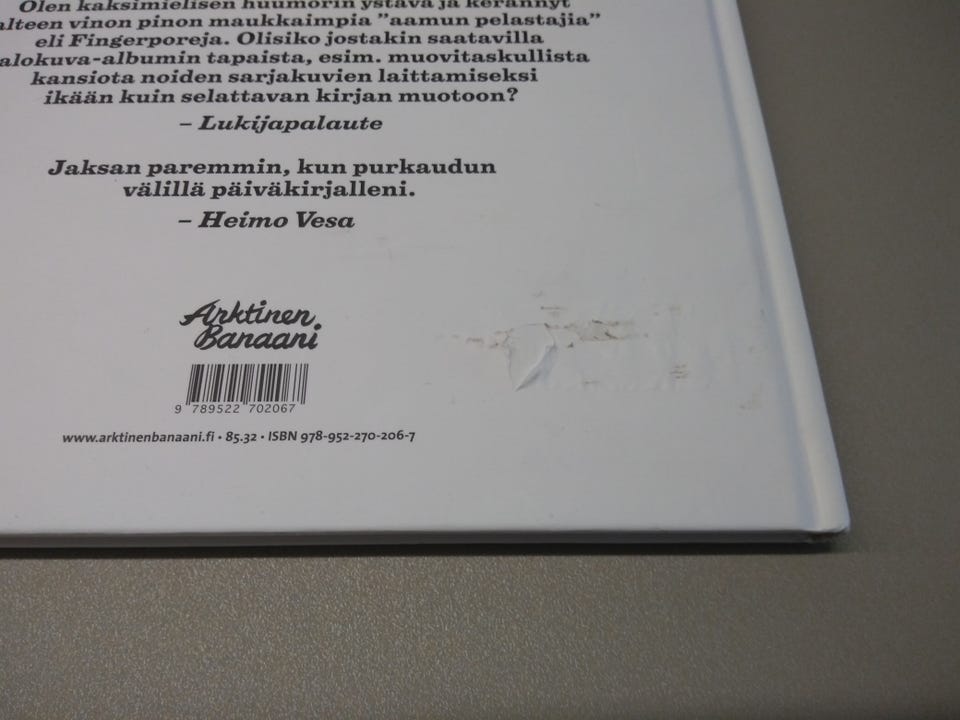 Olen kaksimielisen huumorin ystävä ja kerännyt
alteen vinon pinon maukkaimpia ”aamun pelastajia”
eli Fingerporeja. Olisiko jostakin saatavilla
alokuva-albumin tapaista, esim. muovitaskullista
kansiota noiden sarjakuvien laittamiseksi
ikään kuin selattavan kirjan muotoon?
– Lukijapalaute
Jaksan paremmin, kun purkaudun
välillä päiväkirjalleni.
– Heimo Vesa
Arktinen
Banaani
9 789522 702067
www.arktinenbanaani.fi • 85.32 • ISBN 978-952-270-206-7